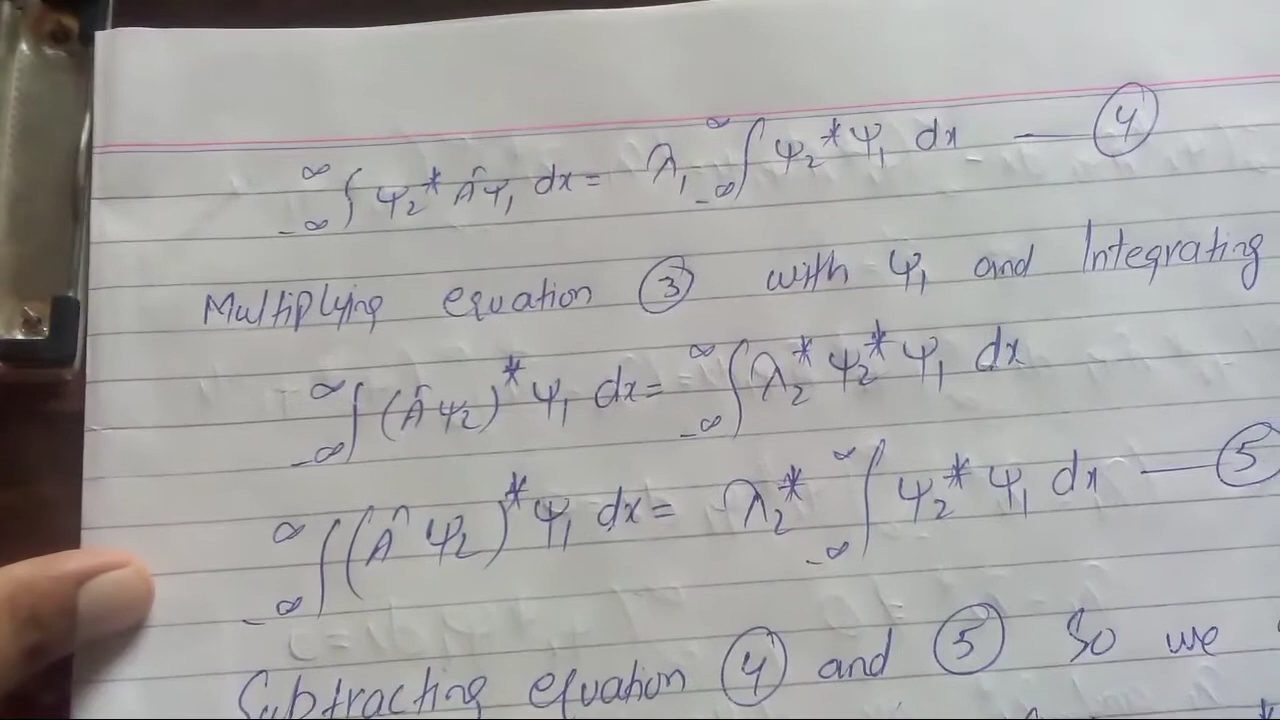 ∞∫-∞ ψ₂* Âψ₁ dx = λ₁ ∞∫-∞ ψ₂* ψ₁ dx — ④
Multiplying equation ③ with ψ₁ and Integrating
∞∫-∞ (Âψ₂)* ψ₁ dx = ∞∫-∞ λ₂* ψ₂* ψ₁ dx
∞∫-∞ (Âψ₂)* ψ₁ dx = λ₂* ∞∫-∞ ψ₂* ψ₁ dx — ⑤
Subtracting equation ④ and ⑤ So we